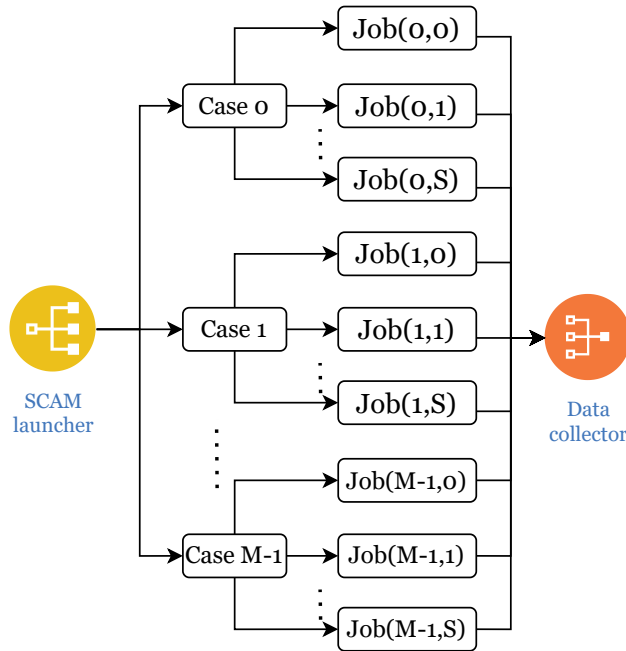 Job(0,0)
Case 0
Job(0,1)
Job(0,S)
Job(1,0)
SCAM
launcher
Case 1
Job(1,1)
Data
collector
Job(1,S)
Job(M-1,0)
Case M-1
Job(M-1,1)
Job(M-1,S)